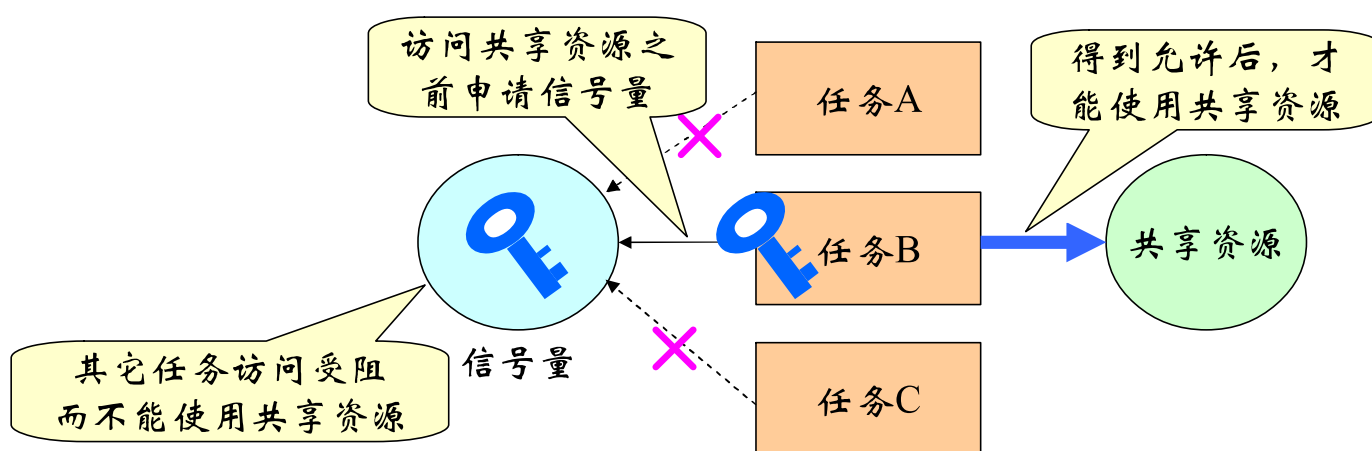 访问共享资源之
前申请信号量
任务A
得到允许后，才
能使用共享资源
任务B
共享资源
其它任务访问受阻
而不能使用共享资源
信号量
任务C